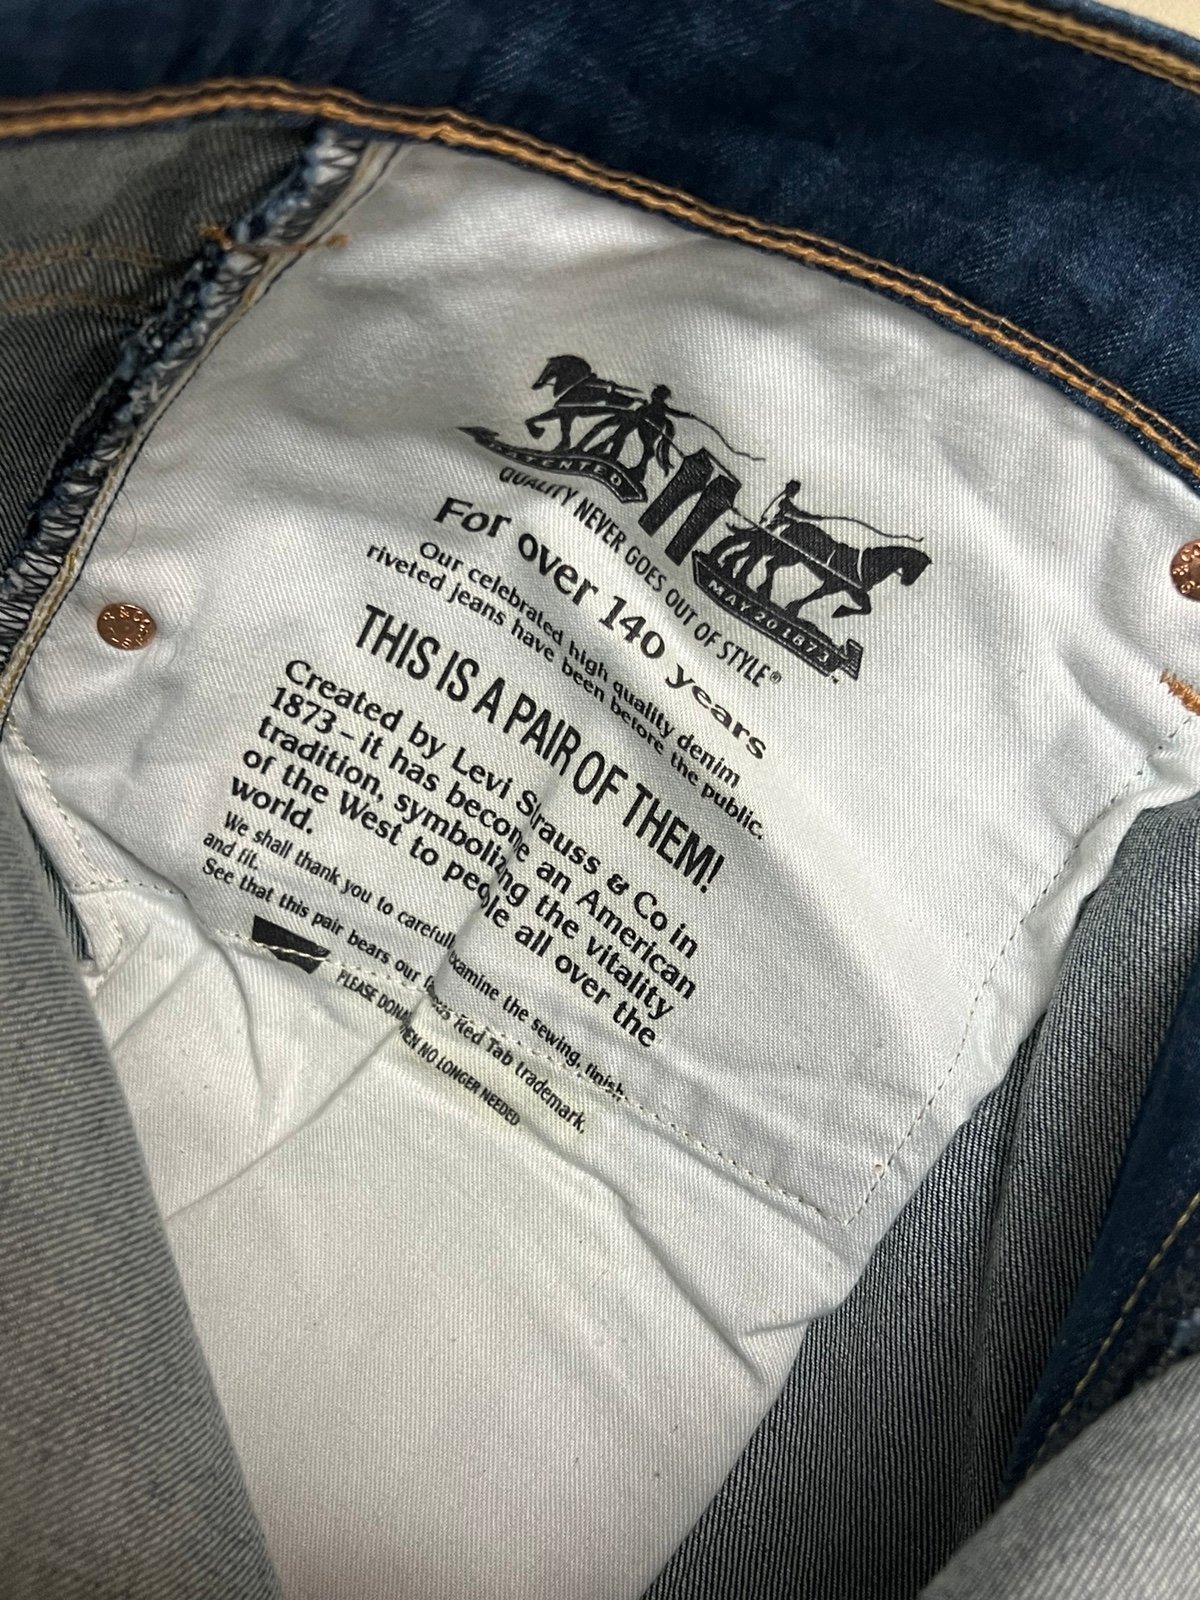 PATENTED
MAY 20 1873
QUALITY NEVER GOES OUT OF STYLE®
For over 140 years
Our celebrated high quality denim
riveted jeans have been before the public.
THIS IS A PAIR OF THEM!
Created by Levi Strauss & Co in
1873 – it has become an American
tradition, symbolizing the vitality
of the West to people all over the
world.
We shall thank you to carefully examine the sewing, finish
and fit.
See that this pair bears our Red Tab trademark,
PLEASE WHEN NO LONGER NEEDED